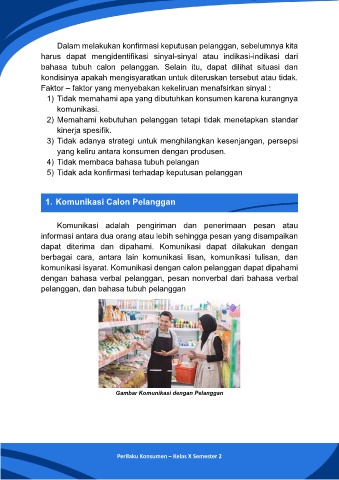 Dalam melakukan konfirmasi keputusan pelanggan, sebelumnya kita
harus dapat mengidentifikasi sinyal-sinyal atau indikasi-indikasi dari
bahasa tubuh calon pelanggan. Selain itu, dapat dilihat situasi dan
kondisinya apakah mengisyaratkan untuk diteruskan tersebut atau tidak.
Faktor – faktor yang menyebakan kekeliruan menafsirkan sinyal :
1) Tidak memahami apa yang dibutuhkan konsumen karena kurangnya
komunikasi.
2) Memahami kebutuhan pelanggan tetapi tidak menetapkan standar
kinerja spesifik.
3) Tidak adanya strategi untuk menghilangkan kesenjangan, persepsi
yang keliru antara konsumen dengan produsen.
4) Tidak membaca bahasa tubuh pelangan
5) Tidak ada konfirmasi terhadap keputusan pelanggan
1. Komunikasi Calon Pelanggan
Komunikasi adalah pengiriman dan penerimaan pesan atau
informasi antara dua orang atau lebih sehingga pesan yang disampaikan
dapat diterima dan dipahami. Komunikasi dapat dilakukan dengan
berbagai cara, antara lain komunikasi lisan, komunikasi tulisan, dan
komunikasi isyarat. Komunikasi dengan calon pelanggan dapat dipahami
dengan bahasa verbal pelanggan, pesan nonverbal dari bahasa verbal
pelanggan, dan bahasa tubuh pelanggan
Gambar Komunikasi dengan Pelanggan
Perilaku Konsumen – Kelas X Semester 2